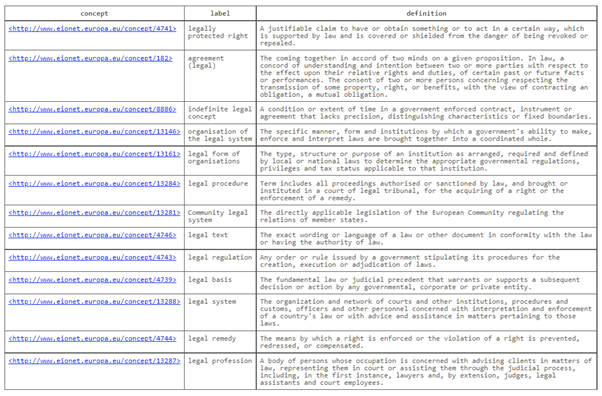 concept label definition
<http://www.eionet.europa.eu/concept/4741> legally A justifiable claim to have or obtain something or to act in a certain way, which
protected right is supported by law and is covered or shielded from the danger of being revoked or
repealed.
<http://www.eionet.europa.eu/concept/182> agreement The coming together in accord of two minds on a given proposition. In law, a
(legal) concord of understanding and intention between two or more parties with respect to
the effect upon their relative rights and duties, of certain past or future facts
or performances. The consent of two or more persons concerning respecting the
transmission of some property, right, or benefits, with the view of contracting an
obligation, a mutual obligation.
<http://www.eionet.europa.eu/concept/8886> indefinite legal A condition or extent of time in a government enforced contract, instrument or
concept agreement that lacks precision, distinguishing characteristics or fixed boundaries.
<http://www.eionet.europa.eu/concept/13146> organisation of The specific manner, form and institutions by which a government's ability to make,
the legal system enforce and interpret laws are brought together into a coordinated whole.
<http://www.eionet.europa.eu/concept/13161> legal form of The type, structure or purpose of an institution as arranged, required and defined
organisations by local or national laws to determine the appropriate governmental regulations,
privileges and tax status applicable to that institution.
<http://www.eionet.europa.eu/concept/13284> legal procedure Term includes all proceedings authorised or sanctioned by law, and brought or
instituted in a court of legal tribunal, for the acquiring of a right or the
enforcement of a remedy.
<http://www.eionet.europa.eu/concept/13281> Community legal The directly applicable legislation of the European Community regulating the
system relations of member states.
<http://www.eionet.europa.eu/concept/4746> legal text The exact wording or language of a law or other document in conformity with the law
or having the authority of law.
<http://www.eionet.europa.eu/concept/4743> legal regulation Any order or rule issued by a government stipulating its procedures for the
creation, execution or adjudication of laws.
<http://www.eionet.europa.eu/concept/4739> legal basis The fundamental law or judicial precedent that warrants or supports a subsequent
decision or action by any governmental, corporate or private entity.
<http://www.eionet.europa.eu/concept/13288> legal system The organization and network of courts and other institutions, procedures and
customs, officers and other personnel concerned with interpretation and enforcement
of a country's law or with advice and assistance in matters pertaining to those
laws.
<http://www.eionet.europa.eu/concept/4744> legal remedy The means by which a right is enforced or the violation of a right is prevented,
redressed, or compensated.
<http://www.eionet.europa.eu/concept/13287> legal profession A body of persons whose occupation is concerned with advising clients in matters of
law, representing them in court or assisting them through the judicial process,
including, in the first instance, lawyers and, by extension, judges, legal
assistants and court employees.